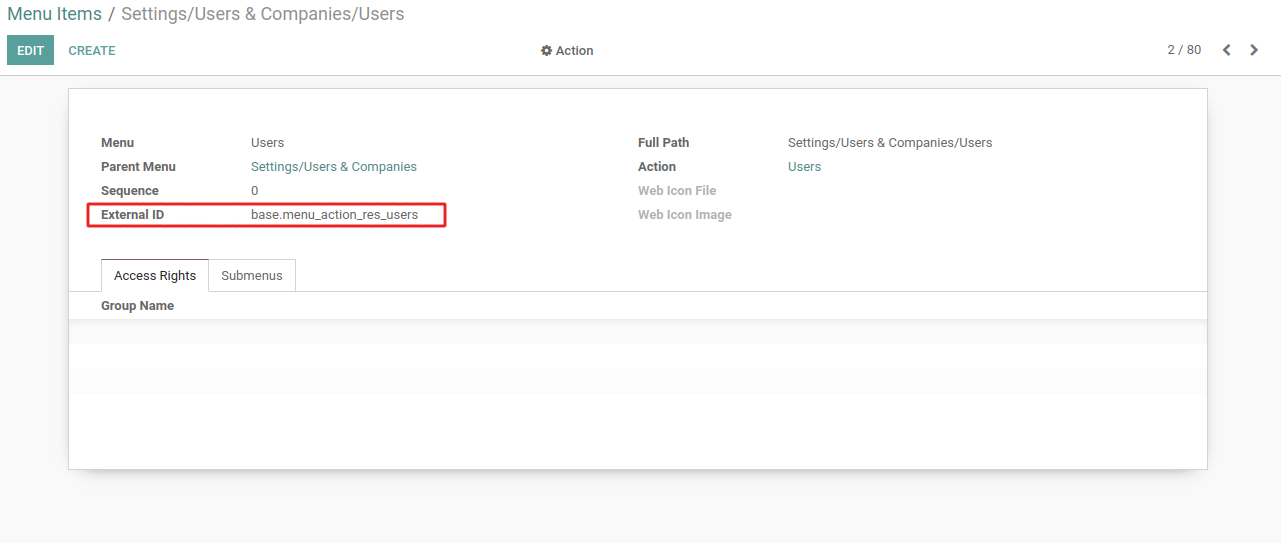 Menu Items / Settings/Users & Companies/Users
EDIT CREATE Action 2 / 80
Menu Users Full Path Settings/Users & Companies/Users
Parent Menu Settings/Users & Companies Action Users
Sequence 0 Web Icon File
External ID base.menu_action_res_users Web Icon Image
Access Rights Submenus
Group Name